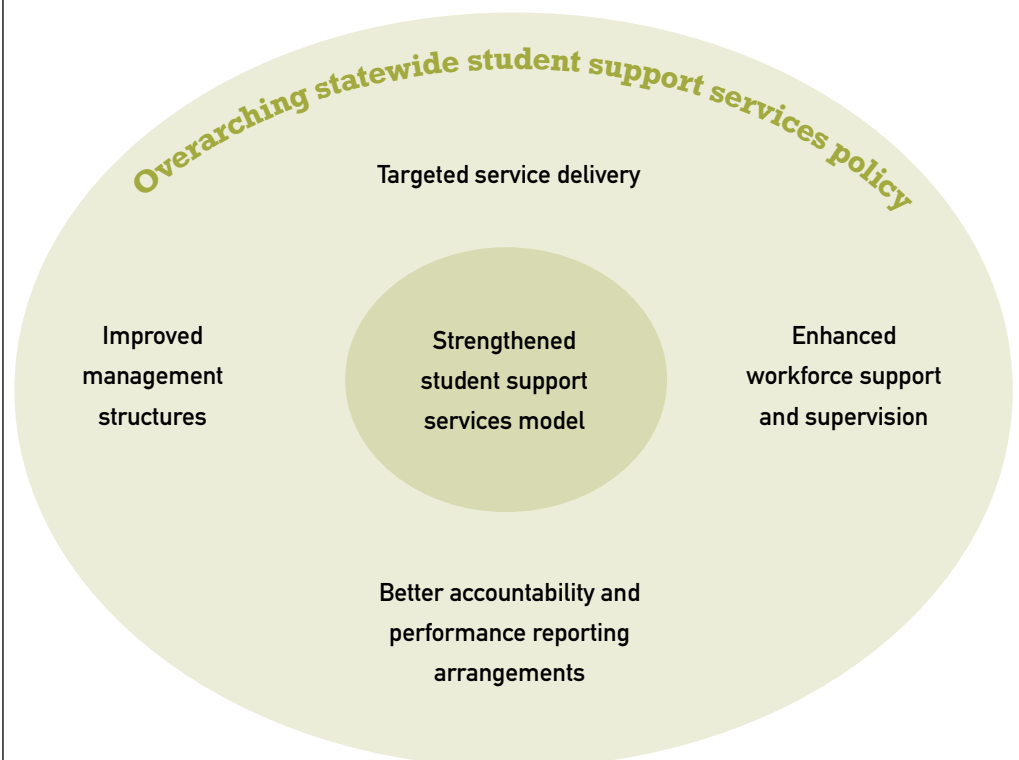 Overarching statewide student support services policy
Targeted service delivery
Improved
management
structures
Strengthened
student support
services model
Enhanced
workforce support
and supervision
Better accountability and
performance reporting
arrangements